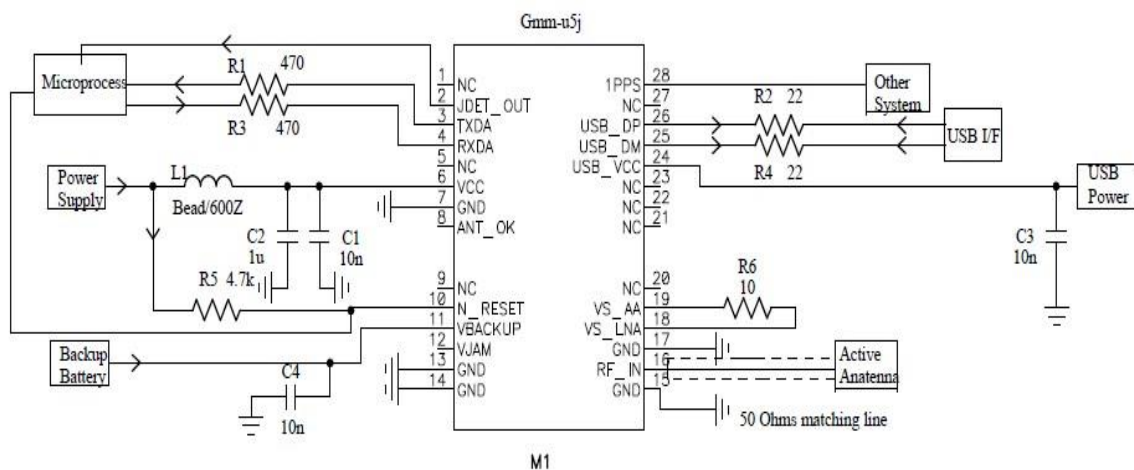 Gmm-u5j
Microprocess
R1 470
R3 470
1 NC
2 JDET_OUT
3 TXDA
4 RXDA
5 NC
6 VCC
7 GND
8 ANT_OK
9 NC
10 N_RESET
11 VBACKUP
12 VJAM
13 GND
14 GND
1PPS 28
NC 27
USB_DP 26
USB_DM 25
USB_VCC 24
NC 23
NC 22
NC 21
NC 20
VS_AA 19
VS_LNA 18
GND 17
RF_IN 16
GND 15
Other
System
R2 22
R4 22
USB I/F
USB
Power
C3
10n
Power
Supply
L1
Bead/600Z
C2
1u
C1
10n
R5 4.7k
R6
10
Backup
Battery
C4
10n
Active
Anatenna
50 Ohms matching line
M1